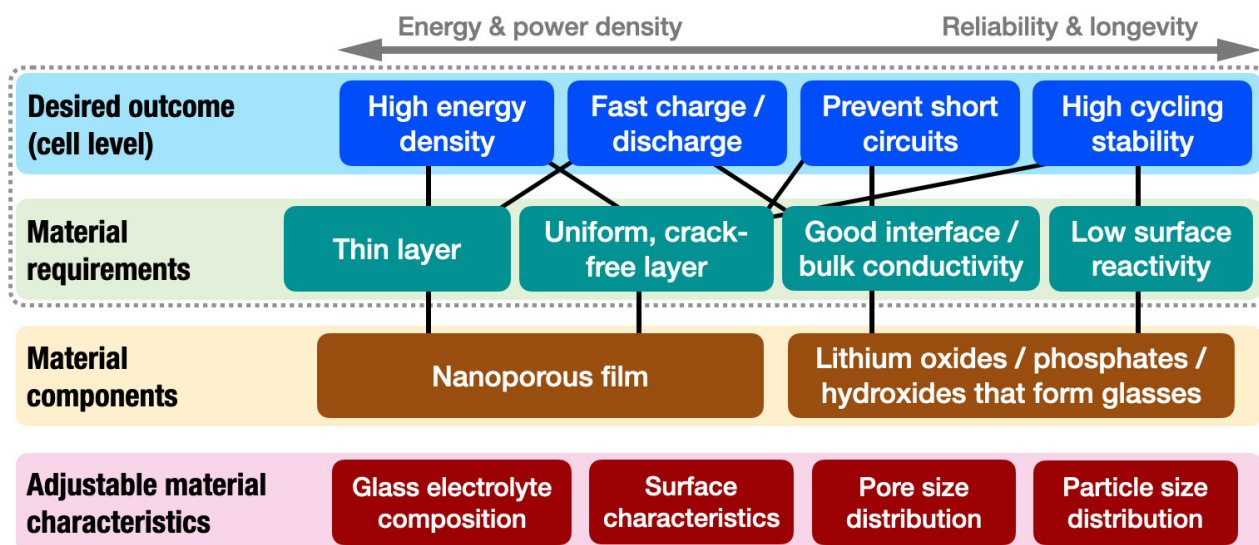 Energy & power density
Reliability & longevity
Desired outcome
(cell level)
High energy
density
Fast charge /
discharge
Prevent short
circuits
High cycling
stability
Material
requirements
Thin layer
Uniform, crack-
free layer
Good interface /
bulk conductivity
Low surface
reactivity
Material
components
Nanoporous film
Lithium oxides / phosphates /
hydroxides that form glasses
Adjustable material
characteristics
Glass electrolyte
composition
Surface
characteristics
Pore size
distribution
Particle size
distribution